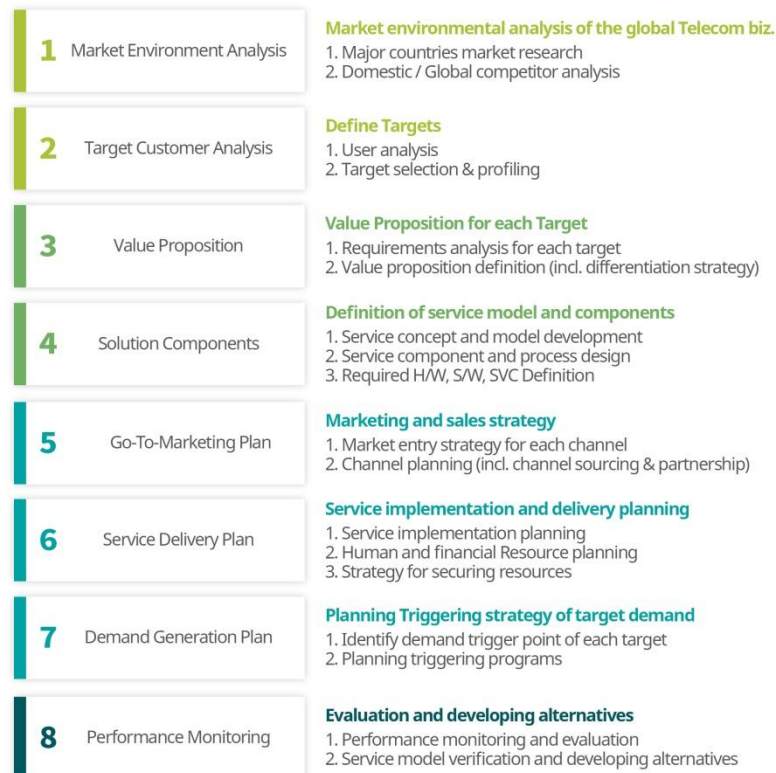 1 Market Environment Analysis
Market environmental analysis of the global Telecom biz.
1. Major countries market research
2. Domestic / Global competitor analysis
2 Target Customer Analysis
Define Targets
1. User analysis
2. Target selection & profiling
3 Value Proposition
Value Proposition for each Target
1. Requirements analysis for each target
2. Value proposition definition (incl. differentiation strategy)
4 Solution Components
Definition of service model and components
1. Service concept and model development
2. Service component and process design
3. Required H/W, S/W, SVC Definition
5 Go-To-Marketing Plan
Marketing and sales strategy
1. Market entry strategy for each channel
2. Channel planning (incl. channel sourcing & partnership)
6 Service Delivery Plan
Service implementation and delivery planning
1. Service implementation planning
2. Human and financial Resource planning
3. Strategy for securing resources
7 Demand Generation Plan
Planning Triggering strategy of target demand
1. Identify demand trigger point of each target
2. Planning triggering programs
8 Performance Monitoring
Evaluation and developing alternatives
1. Performance monitoring and evaluation
2. Service model verification and developing alternatives